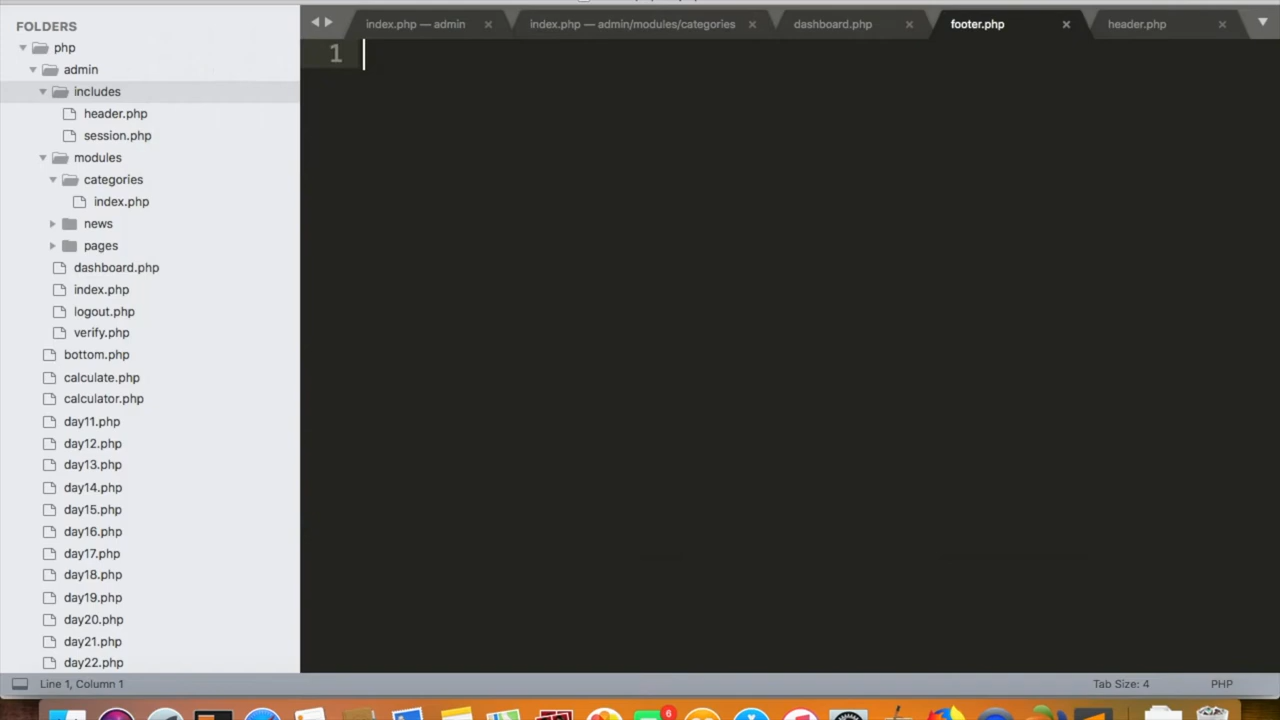 FOLDERS
php
admin
includes
header.php
session.php
modules
categories
index.php
news
pages
dashboard.php
index.php
logout.php
verify.php
bottom.php
calculate.php
calculator.php
day11.php
day12.php
day13.php
day14.php
day15.php
day16.php
day17.php
day18.php
day19.php
day20.php
day21.php
day22.php
index.php — admin
index.php — admin/modules/categories
dashboard.php
footer.php
header.php
1
Line 1, Column 1
Tab Size: 4
PHP
6